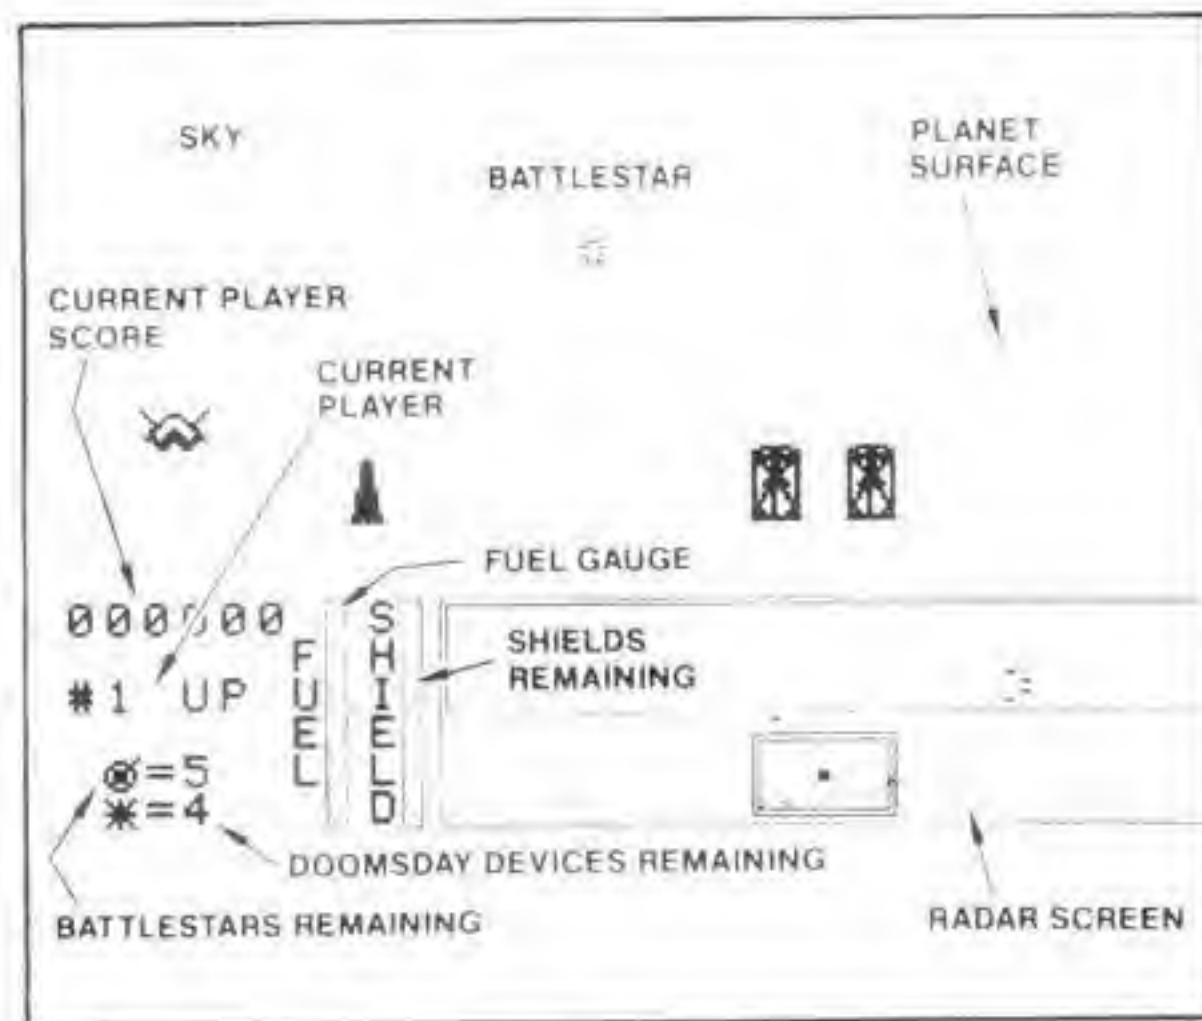 SKY
BATTLESTAR
PLANET
SURFACE
CURRENT PLAYER
SCORE
CURRENT
PLAYER
FUEL GAUGE
000000
#1 UP
FUEL
SHIELD
SHIELDS
REMAINING
=5
=4
DOOMSDAY DEVICES REMAINING
BATTLESTARS REMAINING
RADAR SCREEN